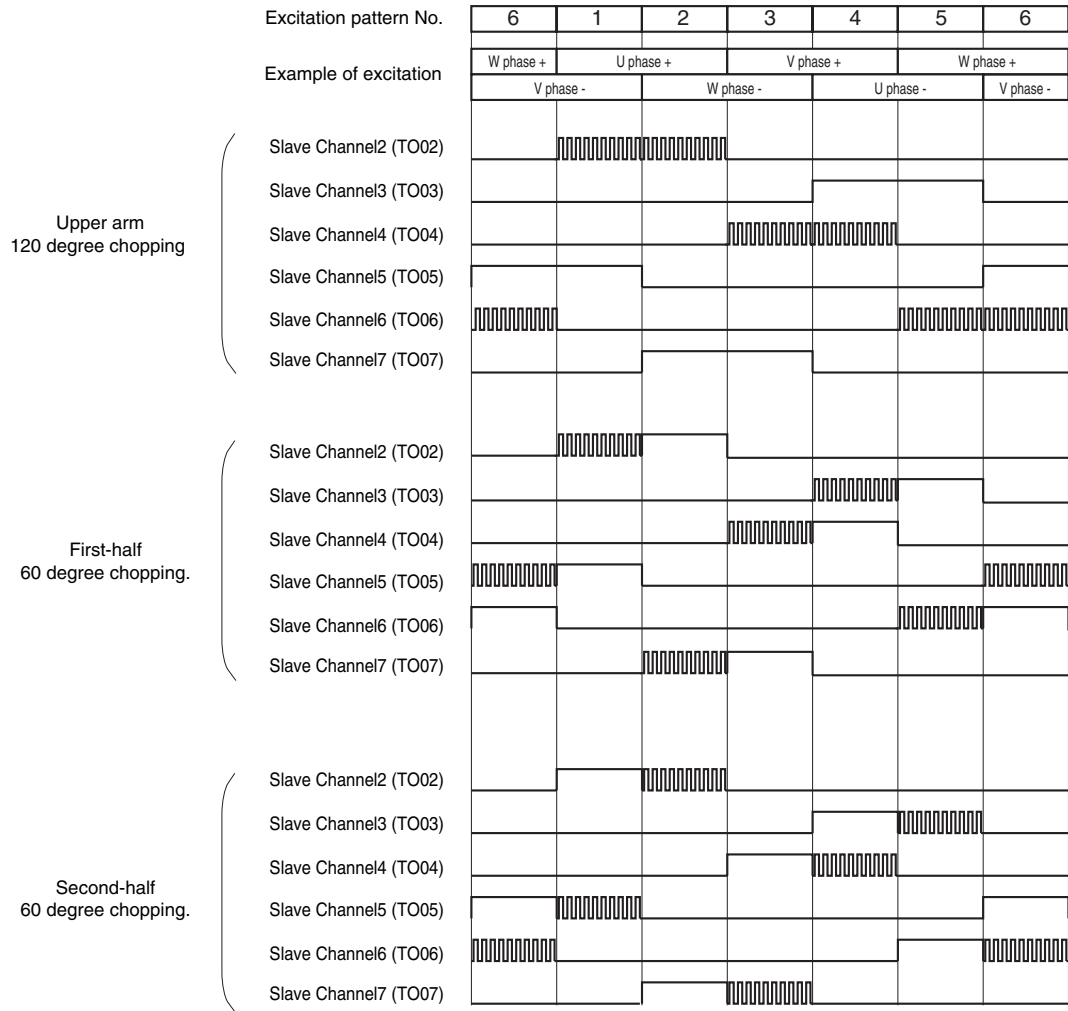 Excitation pattern No. 6 1 2 3 4 5 6
Example of excitation
W phase + U phase + V phase + W phase +
V phase - W phase - U phase - V phase -
Upper arm
120 degree chopping
Slave Channel2 (TO02)
Slave Channel3 (TO03)
Slave Channel4 (TO04)
Slave Channel5 (TO05)
Slave Channel6 (TO06)
Slave Channel7 (TO07)
First-half
60 degree chopping.
Slave Channel2 (TO02)
Slave Channel3 (TO03)
Slave Channel4 (TO04)
Slave Channel5 (TO05)
Slave Channel6 (TO06)
Slave Channel7 (TO07)
Second-half
60 degree chopping.
Slave Channel2 (TO02)
Slave Channel3 (TO03)
Slave Channel4 (TO04)
Slave Channel5 (TO05)
Slave Channel6 (TO06)
Slave Channel7 (TO07)